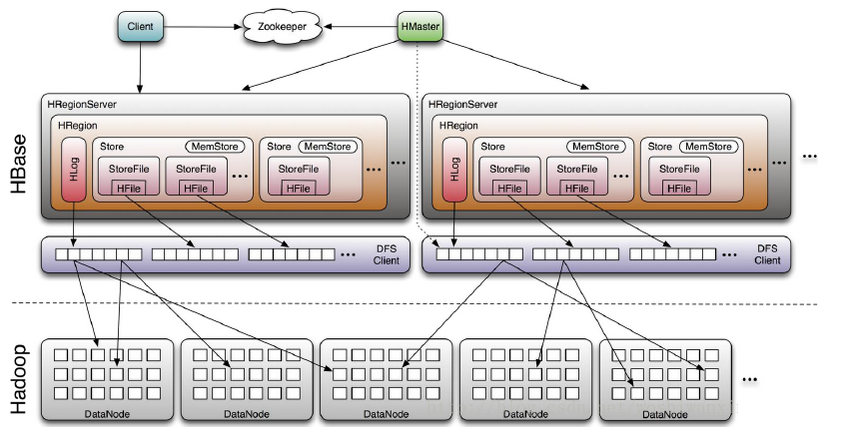 Client
Zookeeper
HMaster
HBase
HRegionServer
HRegion
HLog
Store
MemStore
StoreFile
HFile
StoreFile
HFile
...
Store
MemStore
StoreFile
HFile
...
...
HRegionServer
HRegion
HLog
Store
MemStore
StoreFile
HFile
StoreFile
HFile
...
Store
MemStore
StoreFile
HFile
...
...
...
...
DFS
Client
...
DFS
Client
Hadoop
DataNode
DataNode
DataNode
DataNode
DataNode
...